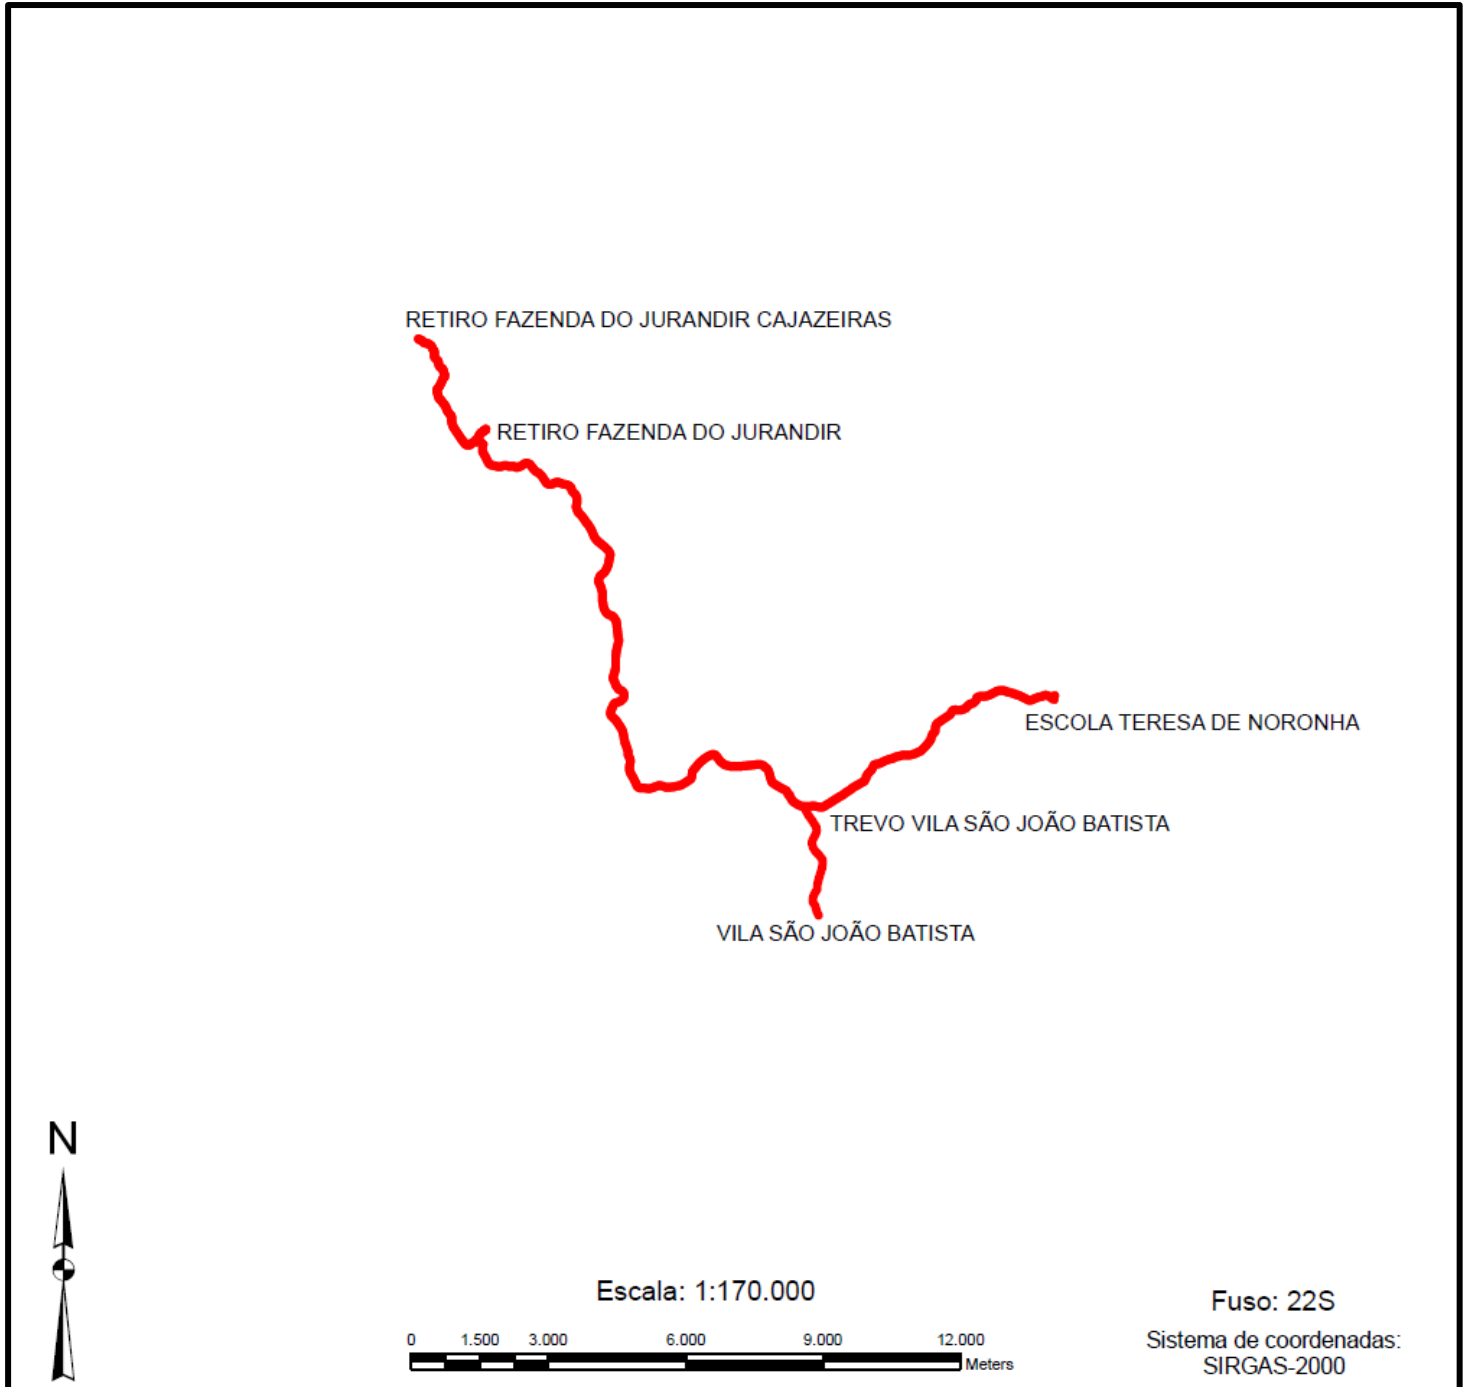 RETIRO FAZENDA DO JURANDIR CAJAZEIRAS
RETIRO FAZENDA DO JURANDIR
ESCOLA TERESA DE NORONHA
TREVO VILA SÃO JOÃO BATISTA
VILA SÃO JOÃO BATISTA
N
Escala: 1:170.000
0 1.500 3.000 6.000 9.000 12.000
Meters
Fuso: 22S
Sistema de coordenadas:
SIRGAS-2000